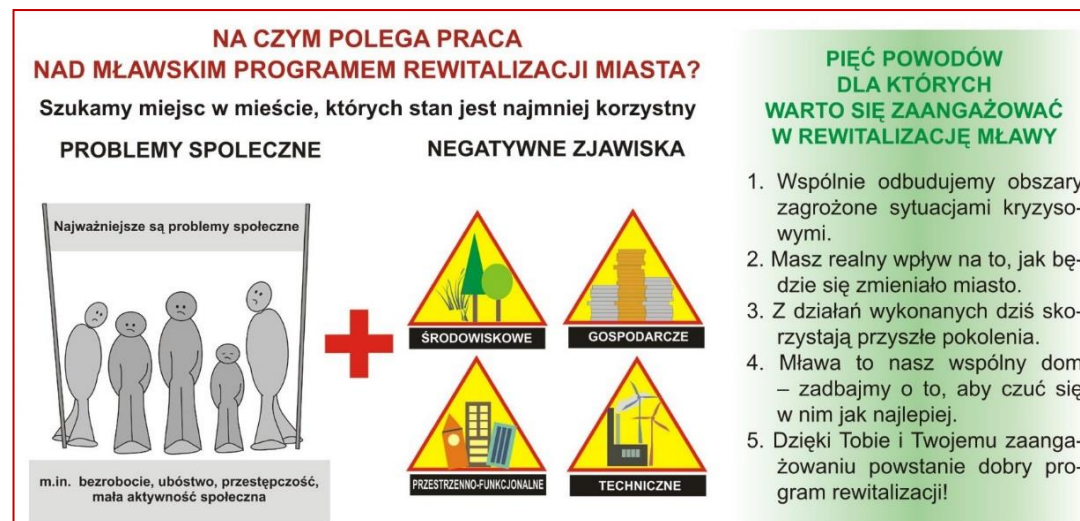 NA CZYM POLEGA PRACA
NAD MŁAWSKIM PROGRAMEM REWITALIZACJI MIASTA?
Szukamy miejsc w mieście, których stan jest najmniej korzystny
PROBLEMY SPOŁECZNE
Najważniejsze są problemy społeczne
m.in. bezrobocie, ubóstwo, przestępczość,
mała aktywność społeczna
NEGATYWNE ZJAWISKA
ŚRODOWISKOWE
GOSPODARCZE
PRZESTRZENNO-FUNKCJONALNE
TECHNICZNE
PIĘĆ POWODÓW
DLA KTÓRYCH
WARTO SIĘ ZAANGAŻOWAĆ
W REWITALIZACJĘ MŁAWY
1. Wspólnie odbudujemy obszary
zagrożone sytuacjami kryzyso-
wymi.
2. Masz realny wpływ na to, jak bę-
dzie się zmieniało miasto.
3. Z działań wykonanych dziś sko-
rzystają przyszłe pokolenia.
4. Mława to nasz wspólny dom
– zadbajmy o to, aby czuć się
w nim jak najlepiej.
5. Dzięki Tobie i Twojemu zaanga-
żowaniu powstanie dobry pro-
gram rewitalizacji!